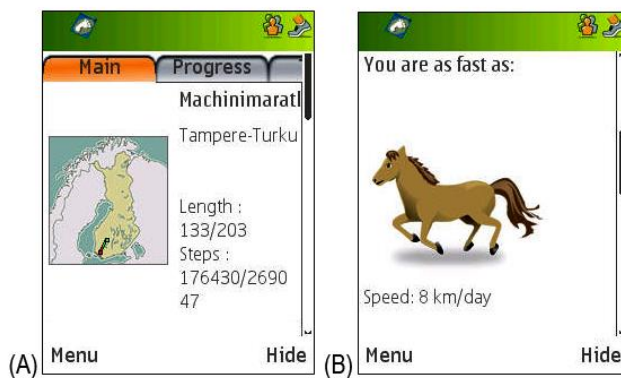 Main
Progress
Machinimaratl
Tampere-Turku
Length :
133/203
Steps :
176430/2690
47
Menu
Hide
(A)
You are as fast as:
Speed: 8 km/day
Menu
Hide
(B)